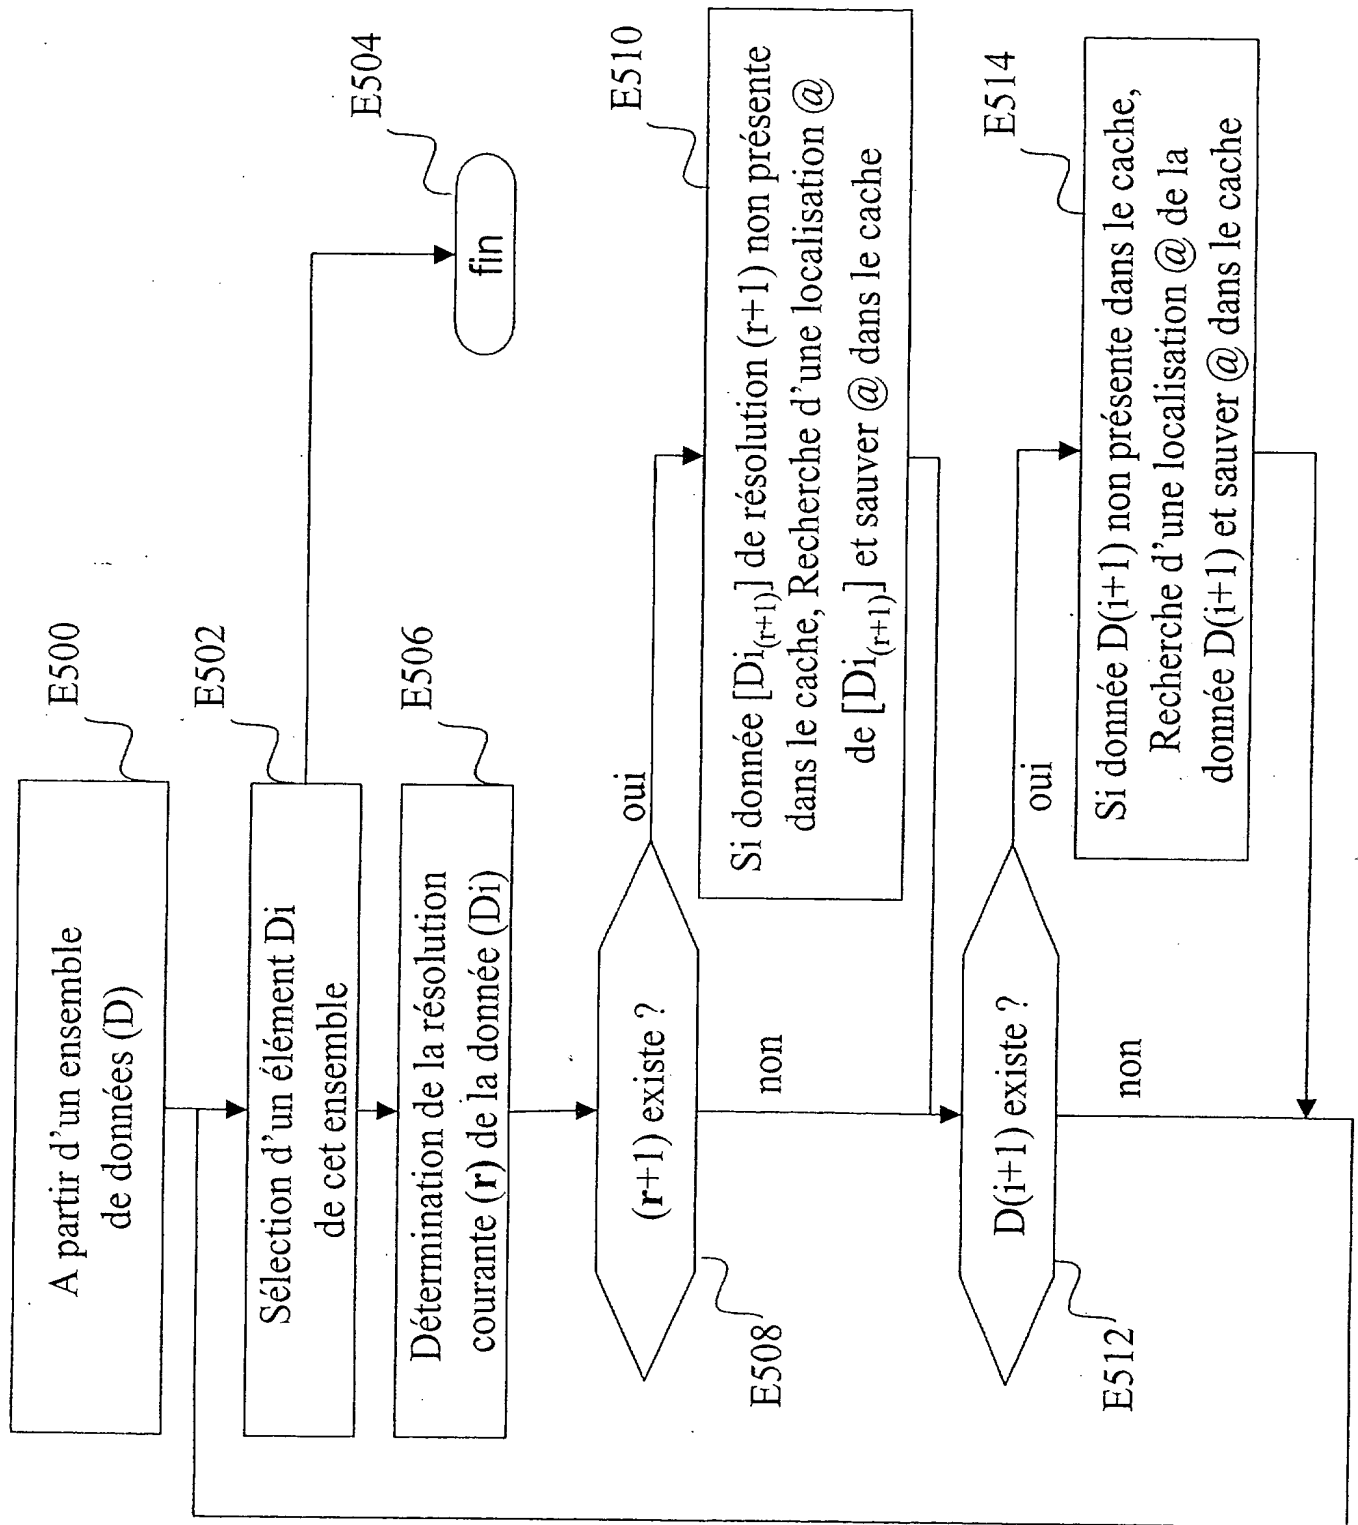 E500
A partir d'un ensemble
de données (D)
E502
Sélection d'un élément Di
de cet ensemble
E504
fin
E506
Détermination de la résolution
courante (r) de la donnée (Di)
(r+1) existe ?
E508
oui
non
E510
Si donnée [Di(r+1)] de résolution (r+1) non présente
dans le cache, Recherche d'une localisation @
de [Di(r+1)] et sauver @ dans le cache
D(i+1) existe ?
E512
oui
non
E514
Si donnée D(i+1) non présente dans le cache,
Recherche d'une localisation @ de la
donnée D(i+1) et sauver @ dans le cache